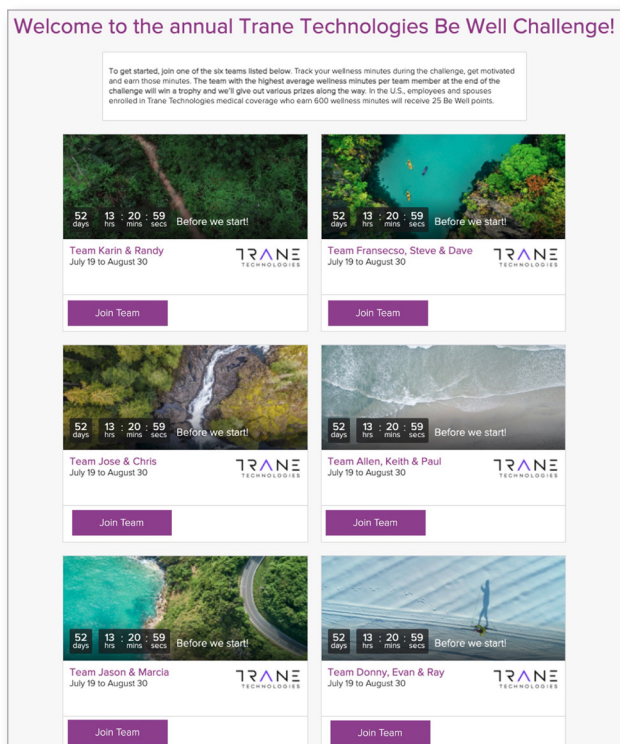 Welcome to the annual Trane Technologies Be Well Challenge!
To get started, join one of the six teams listed below. Track your wellness minutes during the challenge, get motivated
and earn those minutes. The team with the highest average wellness minutes per team member at the end of the
challenge will win a trophy and we'll give out various prizes along the way. In the U.S., employees and spouses
enrolled in Trane Technologies medical coverage who earn 600 wellness minutes will receive 25 Be Well points.
52 13 : 20 : 59 Before we start!
days hrs mins secs
Team Karin & Randy
July 19 to August 30
TRANE
TECHNOLOGIES
Join Team
52 13 : 20 : 59 Before we start!
days hrs mins secs
Team Fransecso, Steve & Dave
July 19 to August 30
TRANE
TECHNOLOGIES
Join Team
52 13 : 20 : 59 Before we start!
days hrs mins secs
Team Jose & Chris
July 19 to August 30
TRANE
TECHNOLOGIES
Join Team
52 13 : 20 : 59 Before we start!
days hrs mins secs
Team Allen, Keith & Paul
July 19 to August 30
TRANE
TECHNOLOGIES
Join Team
52 13 : 20 : 59 Before we start!
days hrs mins secs
Team Jason & Marcia
July 19 to August 30
TRANE
TECHNOLOGIES
Join Team
52 13 : 20 : 59 Before we start!
days hrs mins secs
Team Donny, Evan & Ray
July 19 to August 30
TRANE
TECHNOLOGIES
Join Team